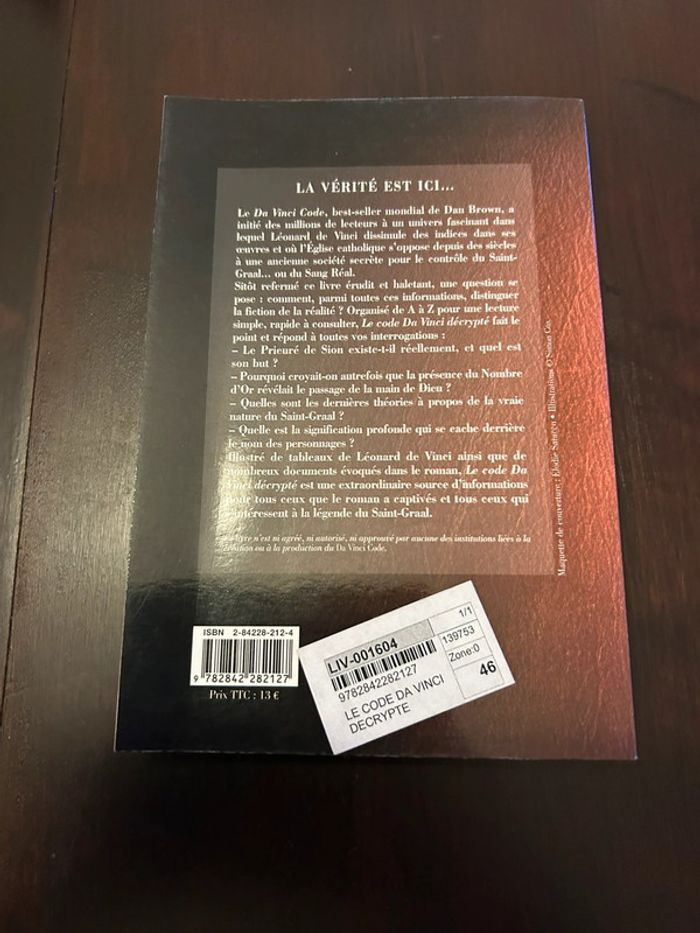 LA VÉRITÉ EST ICI...
Le Da Vinci Code, best-seller mondial de Dan Brown, a
initié des millions de lecteurs à un univers fascinant dans
lequel Léonard de Vinci dissimule des indices dans ses
œuvres et où l'Église catholique s'oppose depuis des siècles
à une ancienne société secrète pour le contrôle du Saint-
Graal... ou du Sang Réal.
Sitôt refermé ce livre érudit et haletant, une question se
pose : comment, parmi toutes ces informations, distinguer
la fiction de la réalité ? Organisé de A à Z pour une lecture
simple, rapide à consulter, Le code Da Vinci décrypté fait le
point et répond à toutes vos interrogations :
– Le Prieuré de Sion existe-t-il réellement, et quel est
son but ?
– Pourquoi croyait-on autrefois que la présence du Nombre
d'Or révélait le passage de la main de Dieu ?
– Quelles sont les dernières théories à propos de la vraie
nature du Saint-Graal ?
– Quelle est la signification profonde qui se cache derrière
le nom des personnages ?
Illustré de tableaux de Léonard de Vinci ainsi que de
nombreux documents évoqués dans le roman, Le code Da
Vinci décrypté est une extraordinaire source d'informations
pour tous ceux que le roman a captivés et tous ceux qui
s'intéressent à la légende du Saint-Graal.
livre n'est ni agréé, ni autorisé, ni approuvé par aucune des institutions liées à la
création ou à la production du Da Vinci Code.
Maquette de couverture : Élodie • Illustrations © Simon Cox
ISBN 2-84228-212-4
9 782842 282127
Prix TTC : 13 €
LIV-001604
9782842282127
LE CODE DA VINCI
DECRYPTE
1/1
139753
Zone:0
46